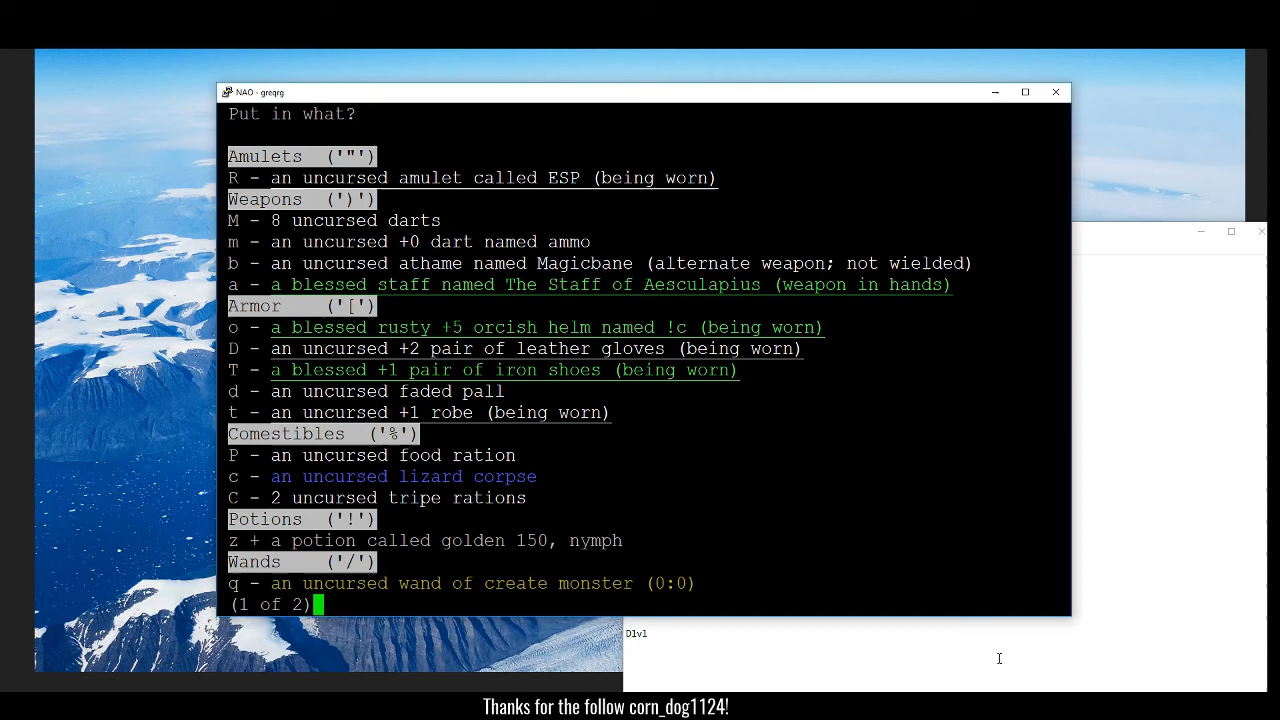 NAO - greqrg
Put in what?
Amulets ('"')
R - an uncursed amulet called ESP (being worn)
Weapons (')')
M - 8 uncursed darts
m - an uncursed +0 dart named ammo
b - an uncursed athame named Magicbane (alternate weapon; not wielded)
a - a blessed staff named The Staff of Aesculapius (weapon in hands)
Armor ('[')
o - a blessed rusty +5 orcish helm named !c (being worn)
D - an uncursed +2 pair of leather gloves (being worn)
T - a blessed +1 pair of iron shoes (being worn)
d - an uncursed faded pall
t - an uncursed +1 robe (being worn)
Comestibles ('%')
P - an uncursed food ration
c - an uncursed lizard corpse
C - 2 uncursed tripe rations
Potions ('!')
z + a potion called golden 150, nymph
Wands ('/')
q - an uncursed wand of create monster (0:0)
(1 of 2)
Dlvl
Thanks for the follow corn_dog1124!